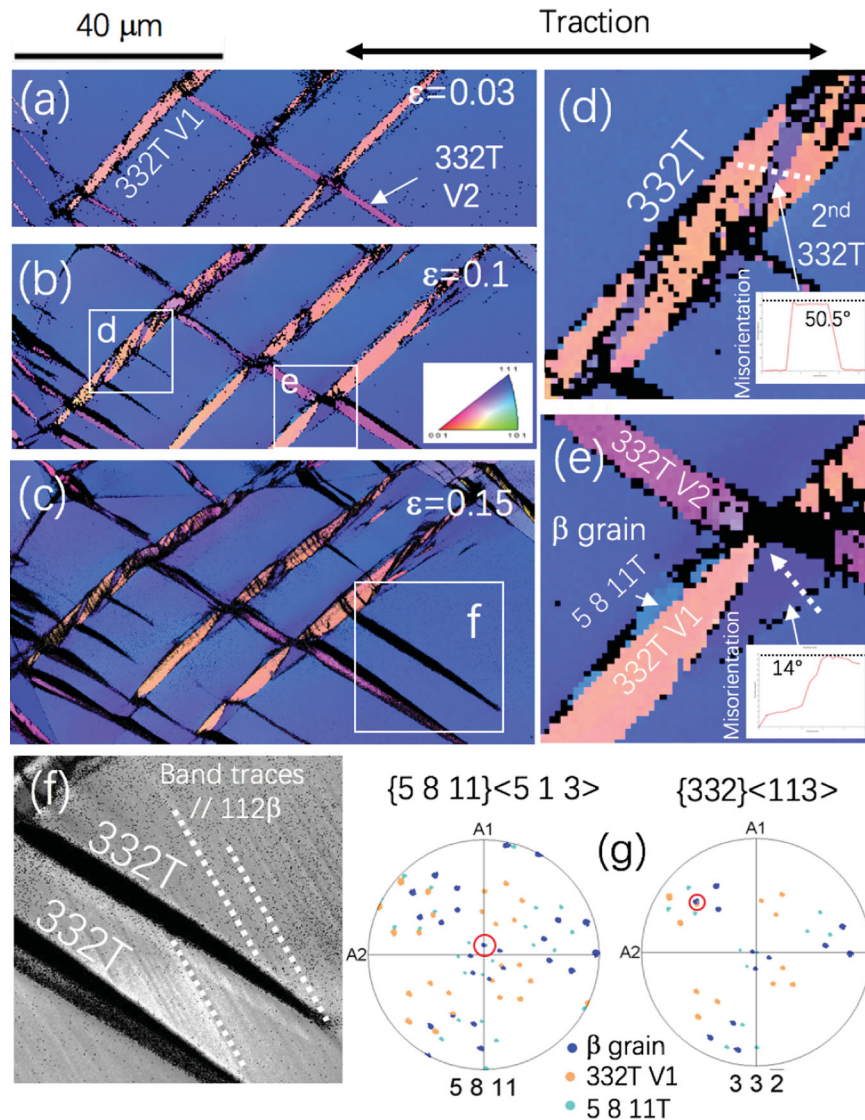 40 μm
Traction
(a)
ε=0.03
332T V1
332T
V2
(b)
ε=0.1
d
e
111
001
101
(c)
ε=0.15
f
(d)
332T
2nd
332T
Misorientation
50.5°
(e)
332T V2
β grain
5 8 11T
332T V1
Misorientation
14°
(f)
Band traces
// 112β
332T
332T
{5 8 11}<5 1 3>
{332}<113>
(g)
A1
A1
A2
A2
β grain
332T V1
5 8 11T
5 8 11
3 3 2̅